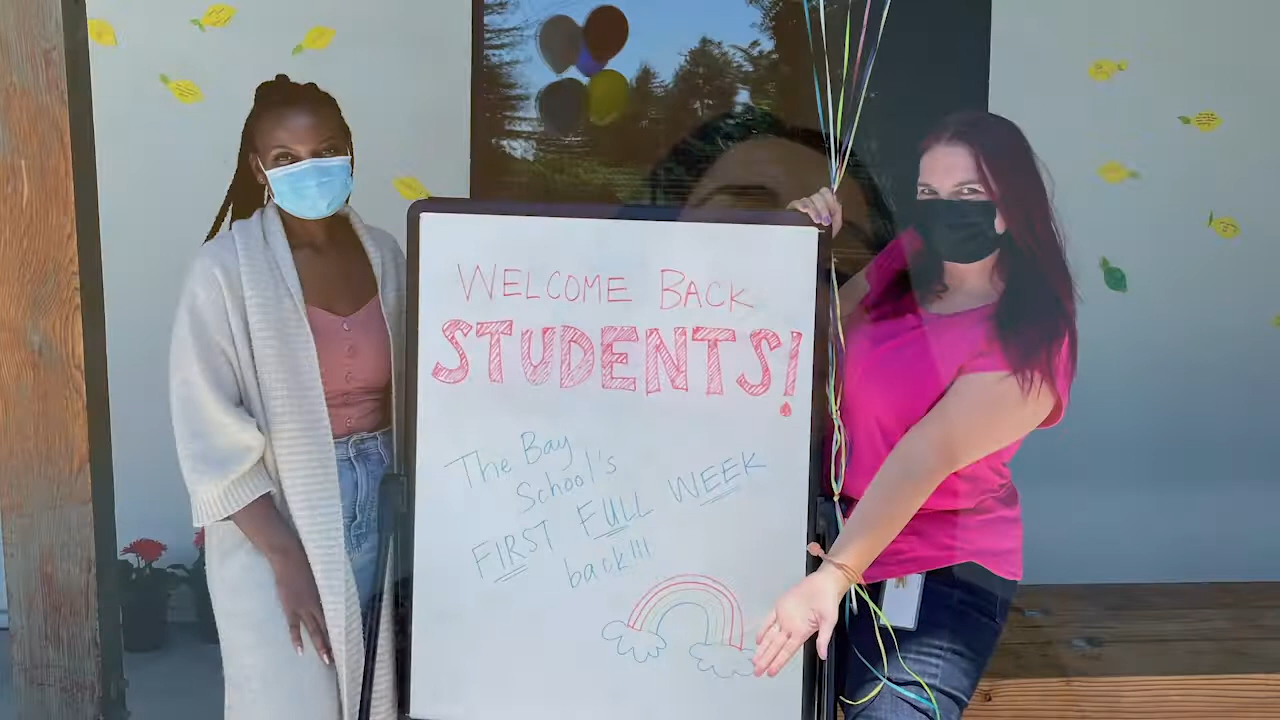 WELCOME BACK
STUDENTS!
The Bay
School's
FIRST FULL WEEK
back!!!